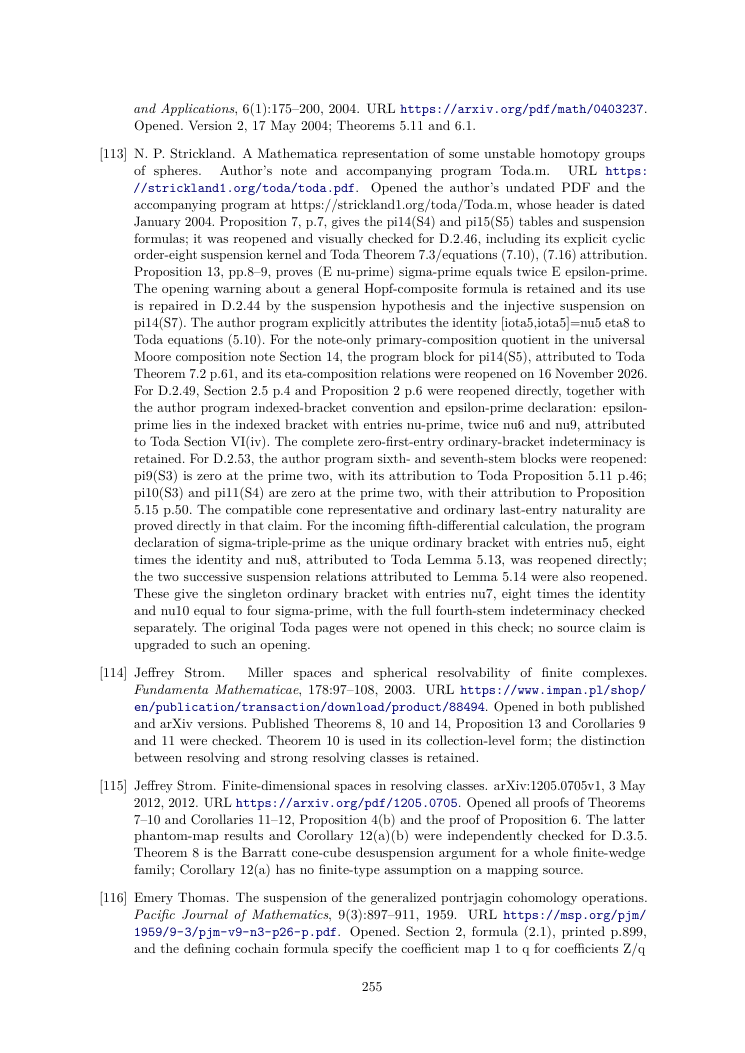 and Applications, 6(1):175–200, 2004. URL https://arxiv.org/pdf/math/0403237.
Opened. Version 2, 17 May 2004; Theorems 5.11 and 6.1.
[113] N. P. Strickland. A Mathematica representation of some unstable homotopy groups
of spheres. Author's note and accompanying program Toda.m. URL https:
//strickland1.org/toda/toda.pdf. Opened the author's undated PDF and the
accompanying program at https://strickland1.org/toda/Toda.m, whose header is dated
January 2004. Proposition 7, p.7, gives the pi14(S4) and pi15(S5) tables and suspension
formulas; it was reopened and visually checked for D.2.46, including its explicit cyclic
order-eight suspension kernel and Toda Theorem 7.3/equations (7.10), (7.16) attribution.
Proposition 13, pp.8–9, proves (E nu-prime) sigma-prime equals twice E epsilon-prime.
The opening warning about a general Hopf-composite formula is retained and its use
is repaired in D.2.44 by the suspension hypothesis and the injective suspension on
pi14(S7). The author program explicitly attributes the identity [iota5,iota5]=nu5 eta8 to
Toda equations (5.10). For the note-only primary-composition quotient in the universal
Moore composition note Section 14, the program block for pi14(S5), attributed to Toda
Theorem 7.2 p.61, and its eta-composition relations were reopened on 16 November 2026.
For D.2.49, Section 2.5 p.4 and Proposition 2 p.6 were reopened directly, together with
the author program indexed-bracket convention and epsilon-prime declaration: epsilon-
prime lies in the indexed bracket with entries nu-prime, twice nu6 and nu9, attributed
to Toda Section VI(iv). The complete zero-first-entry ordinary-bracket indeterminacy is
retained. For D.2.53, the author program sixth- and seventh-stem blocks were reopened:
pi9(S3) is zero at the prime two, with its attribution to Toda Proposition 5.11 p.46;
pi10(S3) and pi11(S4) are zero at the prime two, with their attribution to Proposition
5.15 p.50. The compatible cone representative and ordinary last-entry naturality are
proved directly in that claim. For the incoming fifth-differential calculation, the program
declaration of sigma-triple-prime as the unique ordinary bracket with entries nu5, eight
times the identity and nu8, attributed to Toda Lemma 5.13, was reopened directly;
the two successive suspension relations attributed to Lemma 5.14 were also reopened.
These give the singleton ordinary bracket with entries nu7, eight times the identity
and nu10 equal to four sigma-prime, with the full fourth-stem indeterminacy checked
separately. The original Toda pages were not opened in this check; no source claim is
upgraded to such an opening.
[114] Jeffrey Strom. Miller spaces and spherical resolvability of finite complexes.
Fundamenta Mathematicae, 178:97–108, 2003. URL https://www.impan.pl/shop/
en/publication/transaction/download/product/88494. Opened in both published
and arXiv versions. Published Theorems 8, 10 and 14, Proposition 13 and Corollaries 9
and 11 were checked. Theorem 10 is used in its collection-level form; the distinction
between resolving and strong resolving classes is retained.
[115] Jeffrey Strom. Finite-dimensional spaces in resolving classes. arXiv:1205.0705v1, 3 May
2012, 2012. URL https://arxiv.org/pdf/1205.0705. Opened all proofs of Theorems
7–10 and Corollaries 11–12, Proposition 4(b) and the proof of Proposition 6. The latter
phantom-map results and Corollary 12(a)(b) were independently checked for D.3.5.
Theorem 8 is the Barratt cone-cube desuspension argument for a whole finite-wedge
family; Corollary 12(a) has no finite-type assumption on a mapping source.
[116] Emery Thomas. The suspension of the generalized pontrjagin cohomology operations.
Pacific Journal of Mathematics, 9(3):897–911, 1959. URL https://msp.org/pjm/
1959/9-3/pjm-v9-n3-p26-p.pdf. Opened. Section 2, formula (2.1), printed p.899,
and the defining cochain formula specify the coefficient map 1 to q for coefficients Z/q
255